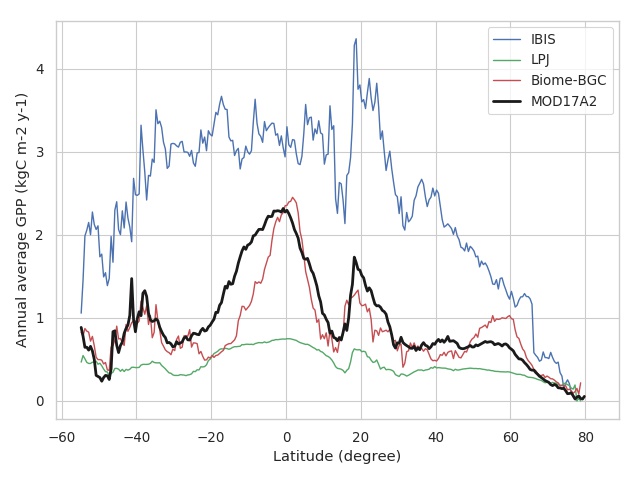 IBIS
LPJ
Biome-BGC
MOD17A2
Annual average GPP (kgC m-2 y-1)
4
3
2
1
0
−60 −40 −20 0 20 40 60 80
Latitude (degree)